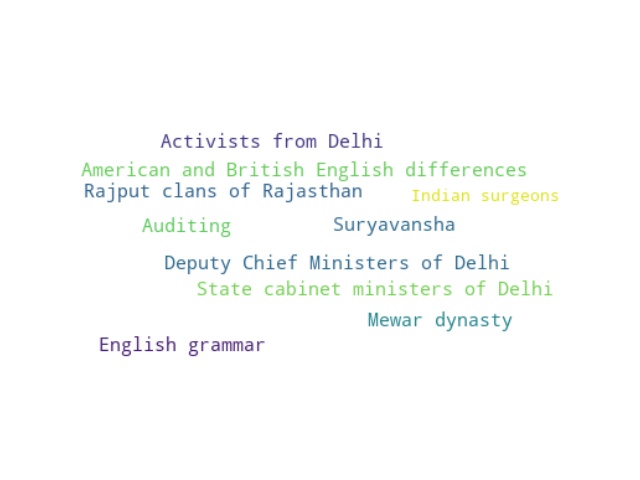 Activists from Delhi
American and British English differences
Rajput clans of Rajasthan
Indian surgeons
Auditing
Suryavansha
Deputy Chief Ministers of Delhi
State cabinet ministers of Delhi
Mewar dynasty
English grammar